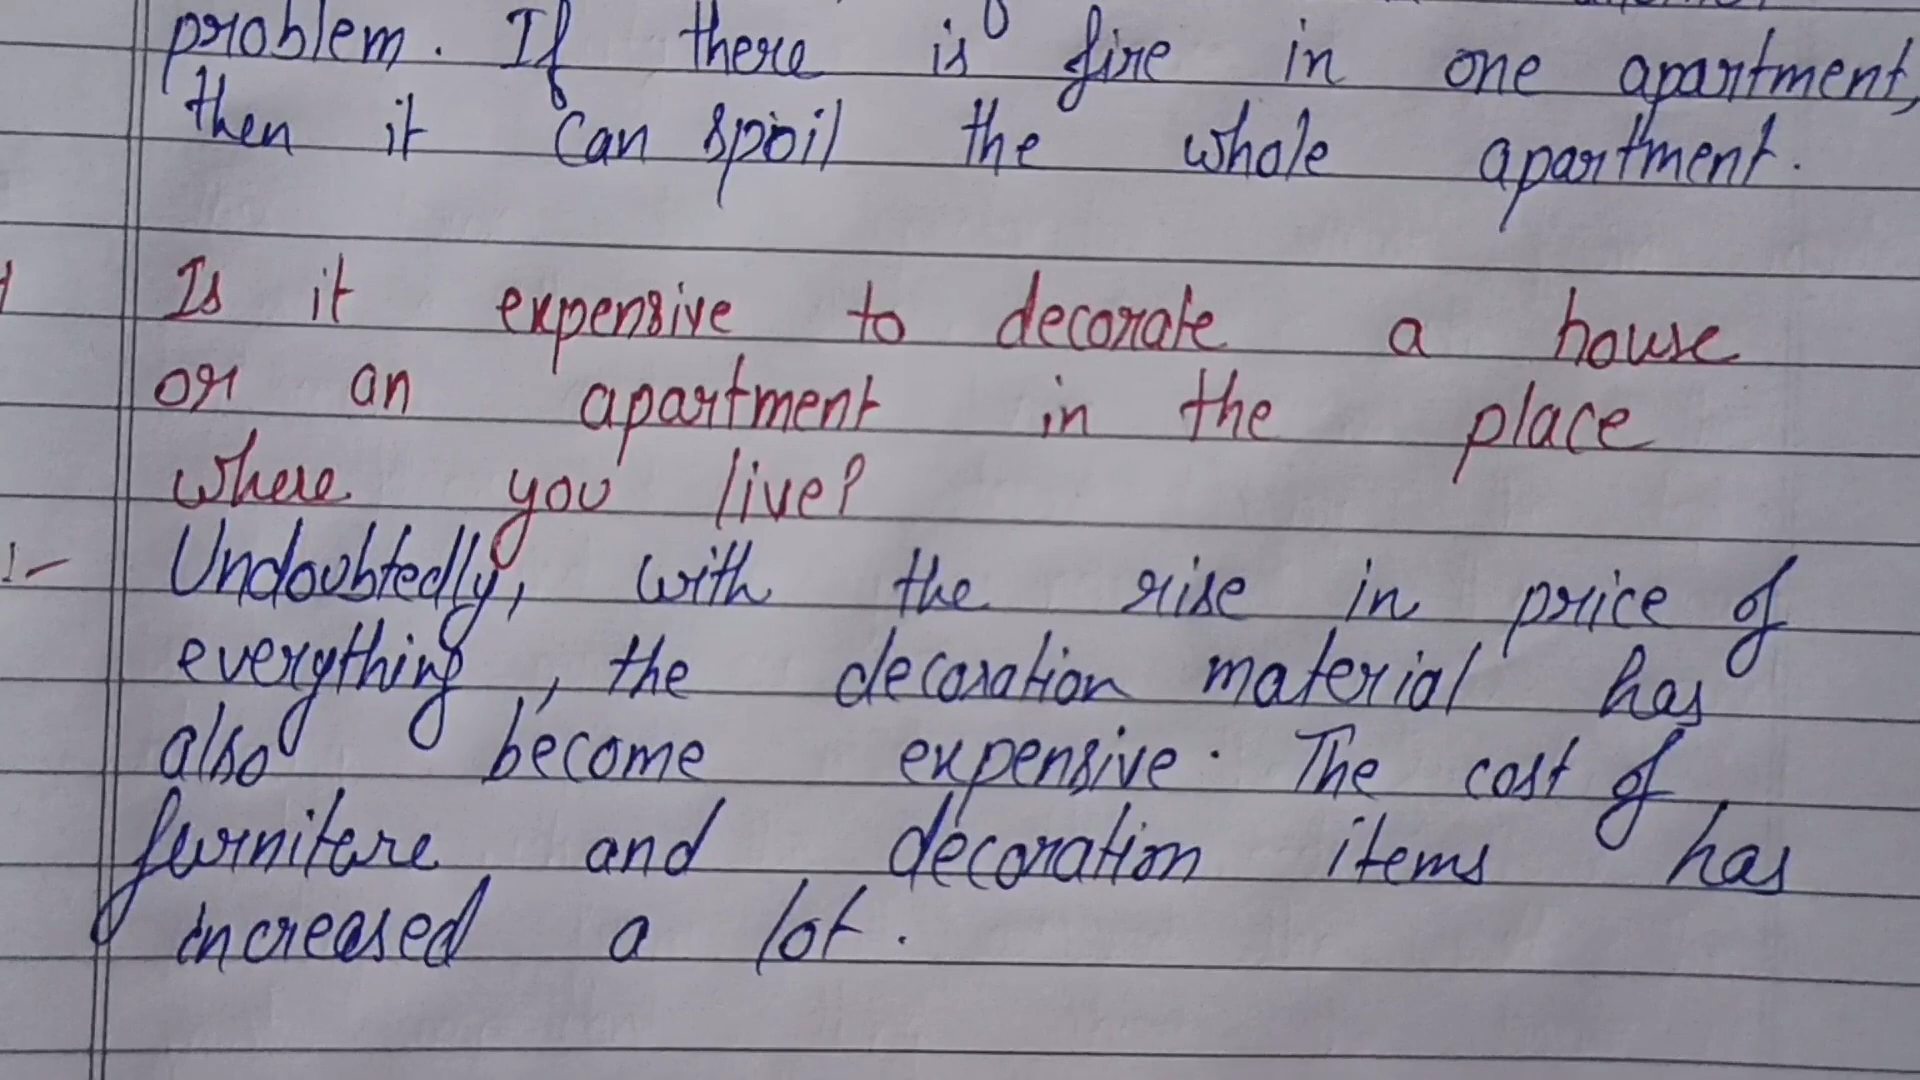 problem. If there is fire in one apartment,
then it can spoil the whole apartment.
Is it expensive to decorate a house
or an apartment in the place
where you live?
:- Undoubtedly, with the rise in price of
everything, the decoration material has
also become expensive. The cost of
furniture and decoration items has
increased a lot.